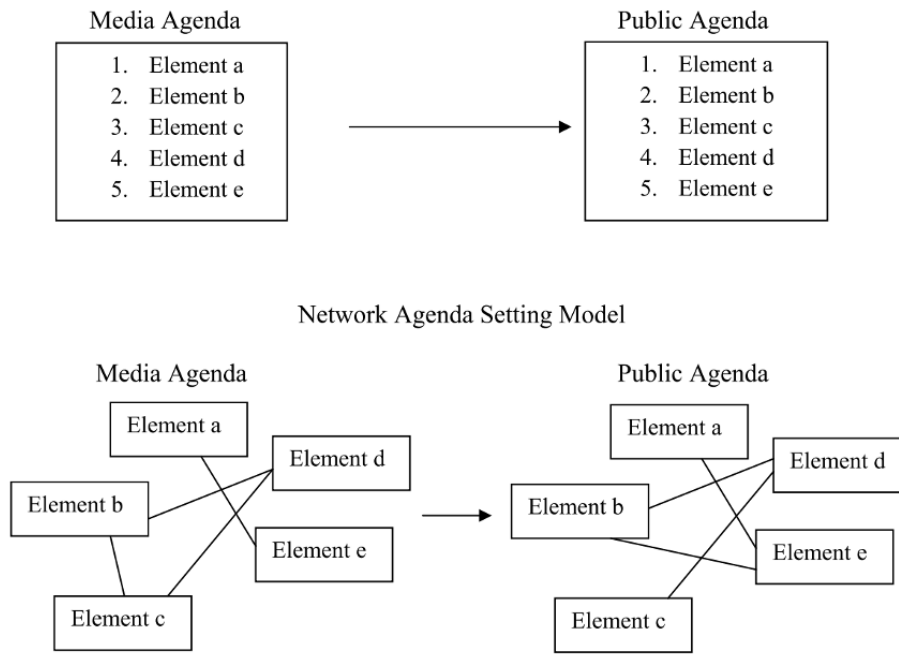 Media Agenda
1. Element a
2. Element b
3. Element c
4. Element d
5. Element e
Public Agenda
1. Element a
2. Element b
3. Element c
4. Element d
5. Element e
Network Agenda Setting Model
Media Agenda
Element a
Element d
Element b
Element e
Element c
Public Agenda
Element a
Element d
Element b
Element e
Element c